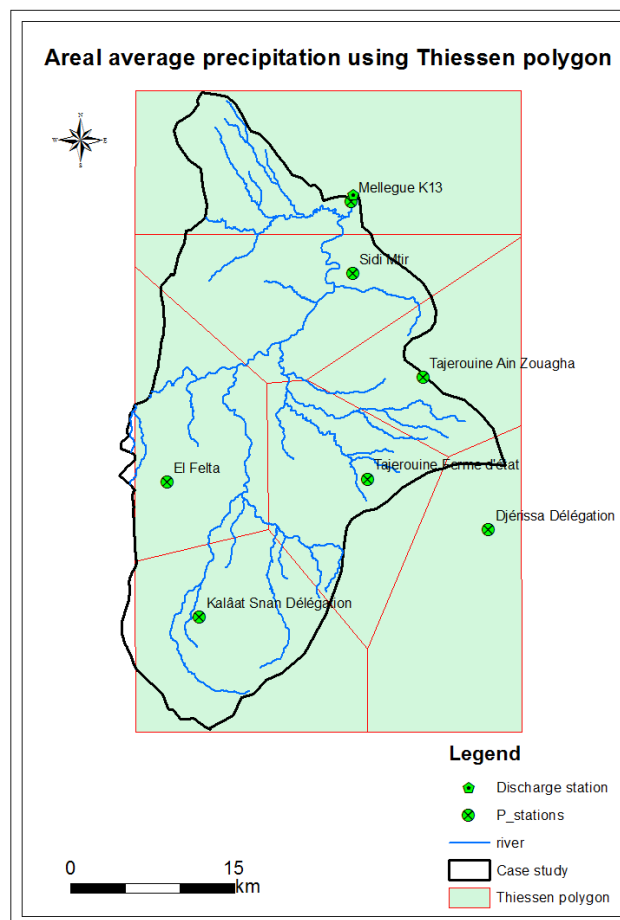 Areal average precipitation using Thiessen polygon
N
W E
S
Mellegue K13
Sidi Mtir
Tajerouine Ain Zouagha
El Felta
Tajerouine Ferme d'état
Djérissa Délégation
Kalâat Snan Délégation
Legend
Discharge station
P_stations
river
Case study
Thiessen polygon
0 15
km